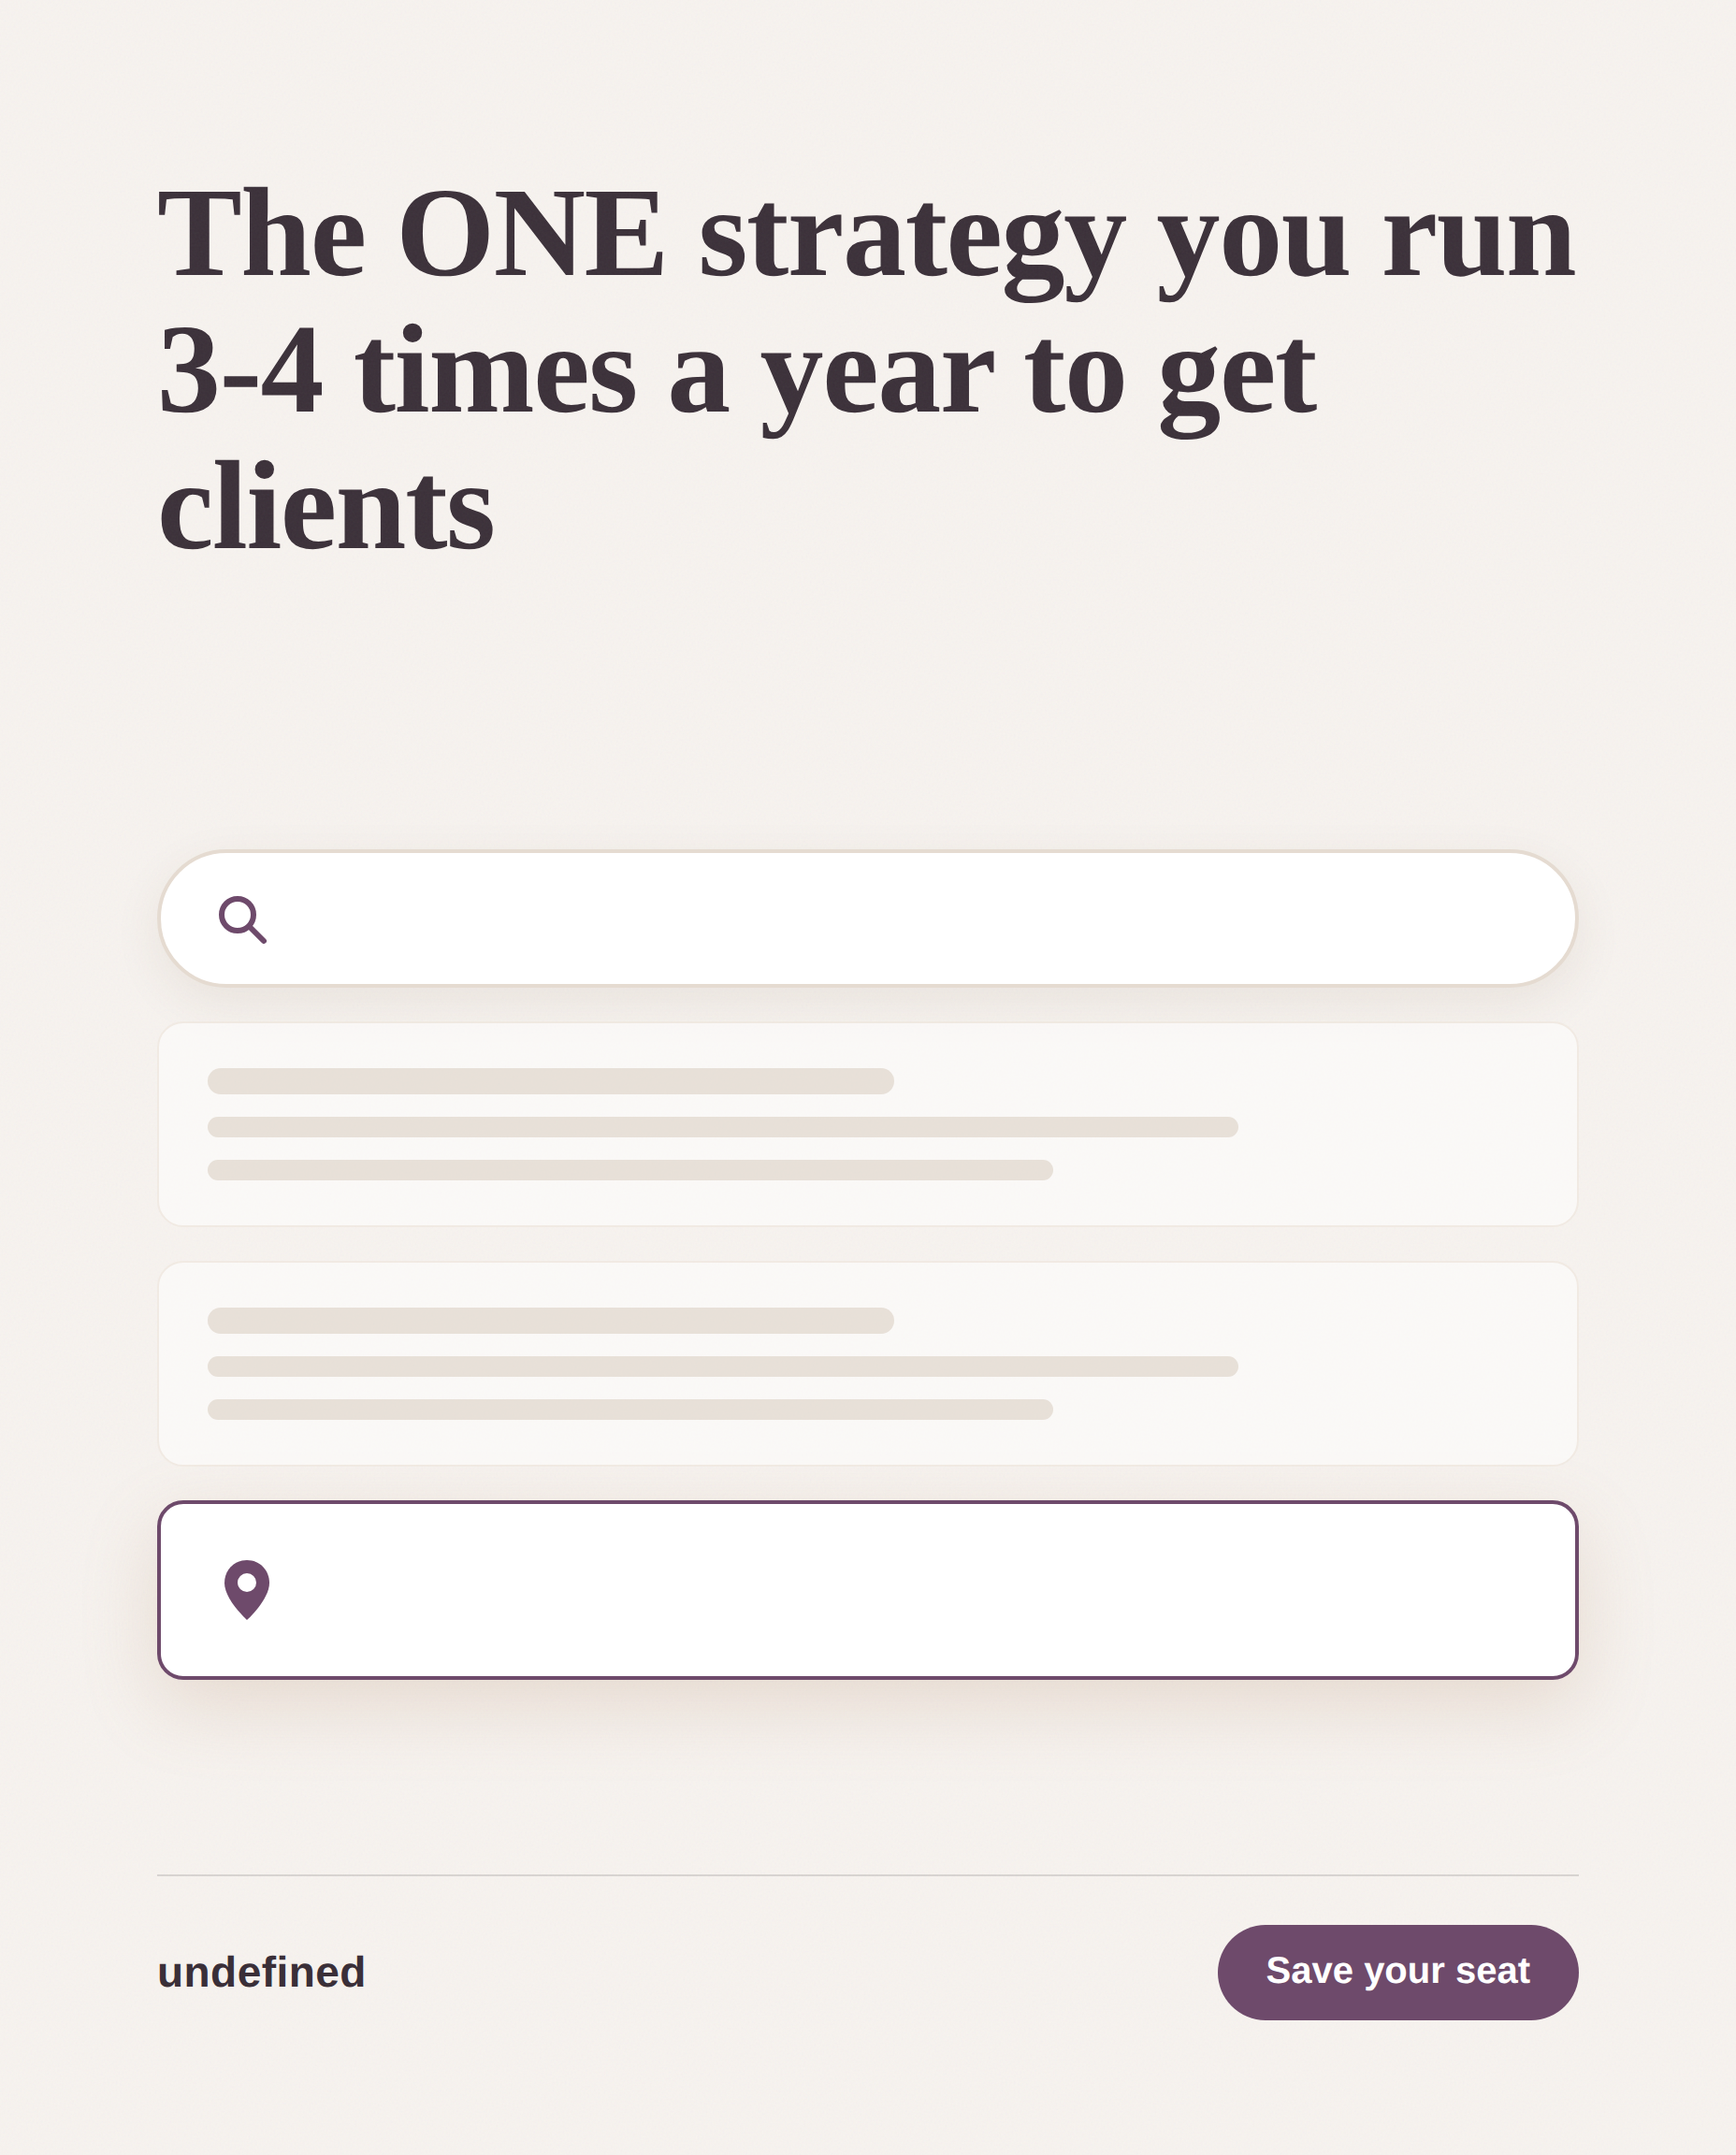 The ONE strategy you run
3-4 times a year to get
clients
undefined
Save your seat